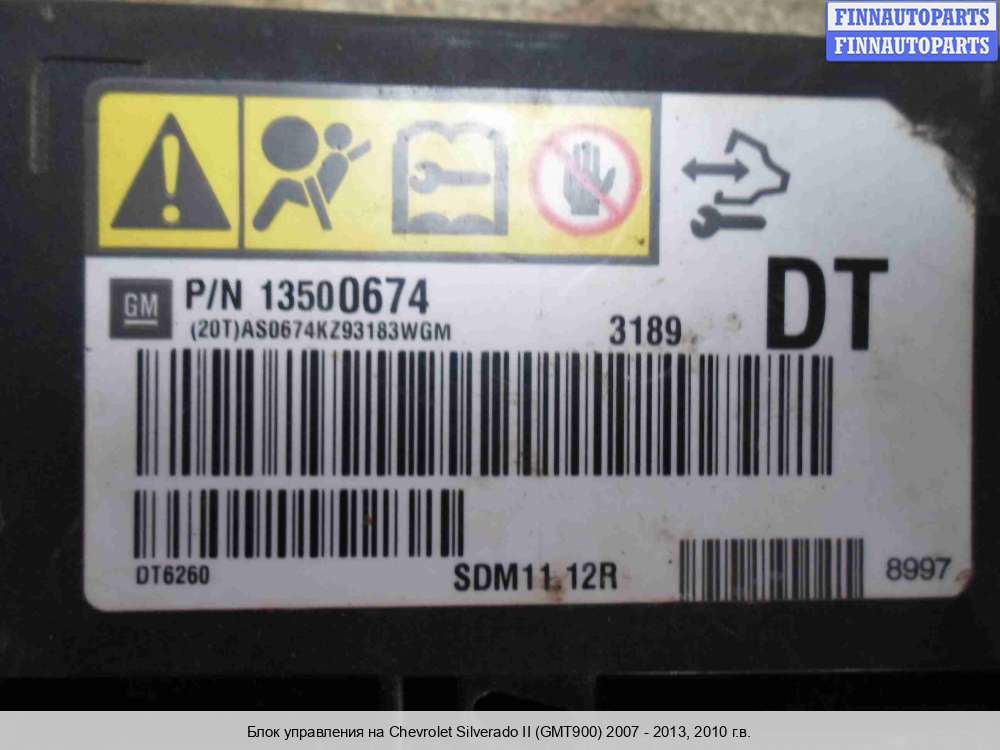 FINNAUTOPARTS
FINNAUTOPARTS
GM P/N 13500674
(20T)AS0674KZ93183WGM
3189
DT
DT6260
SDM11.12R
8997
Блок управления на Chevrolet Silverado II (GMT900) 2007 - 2013, 2010 г.в.